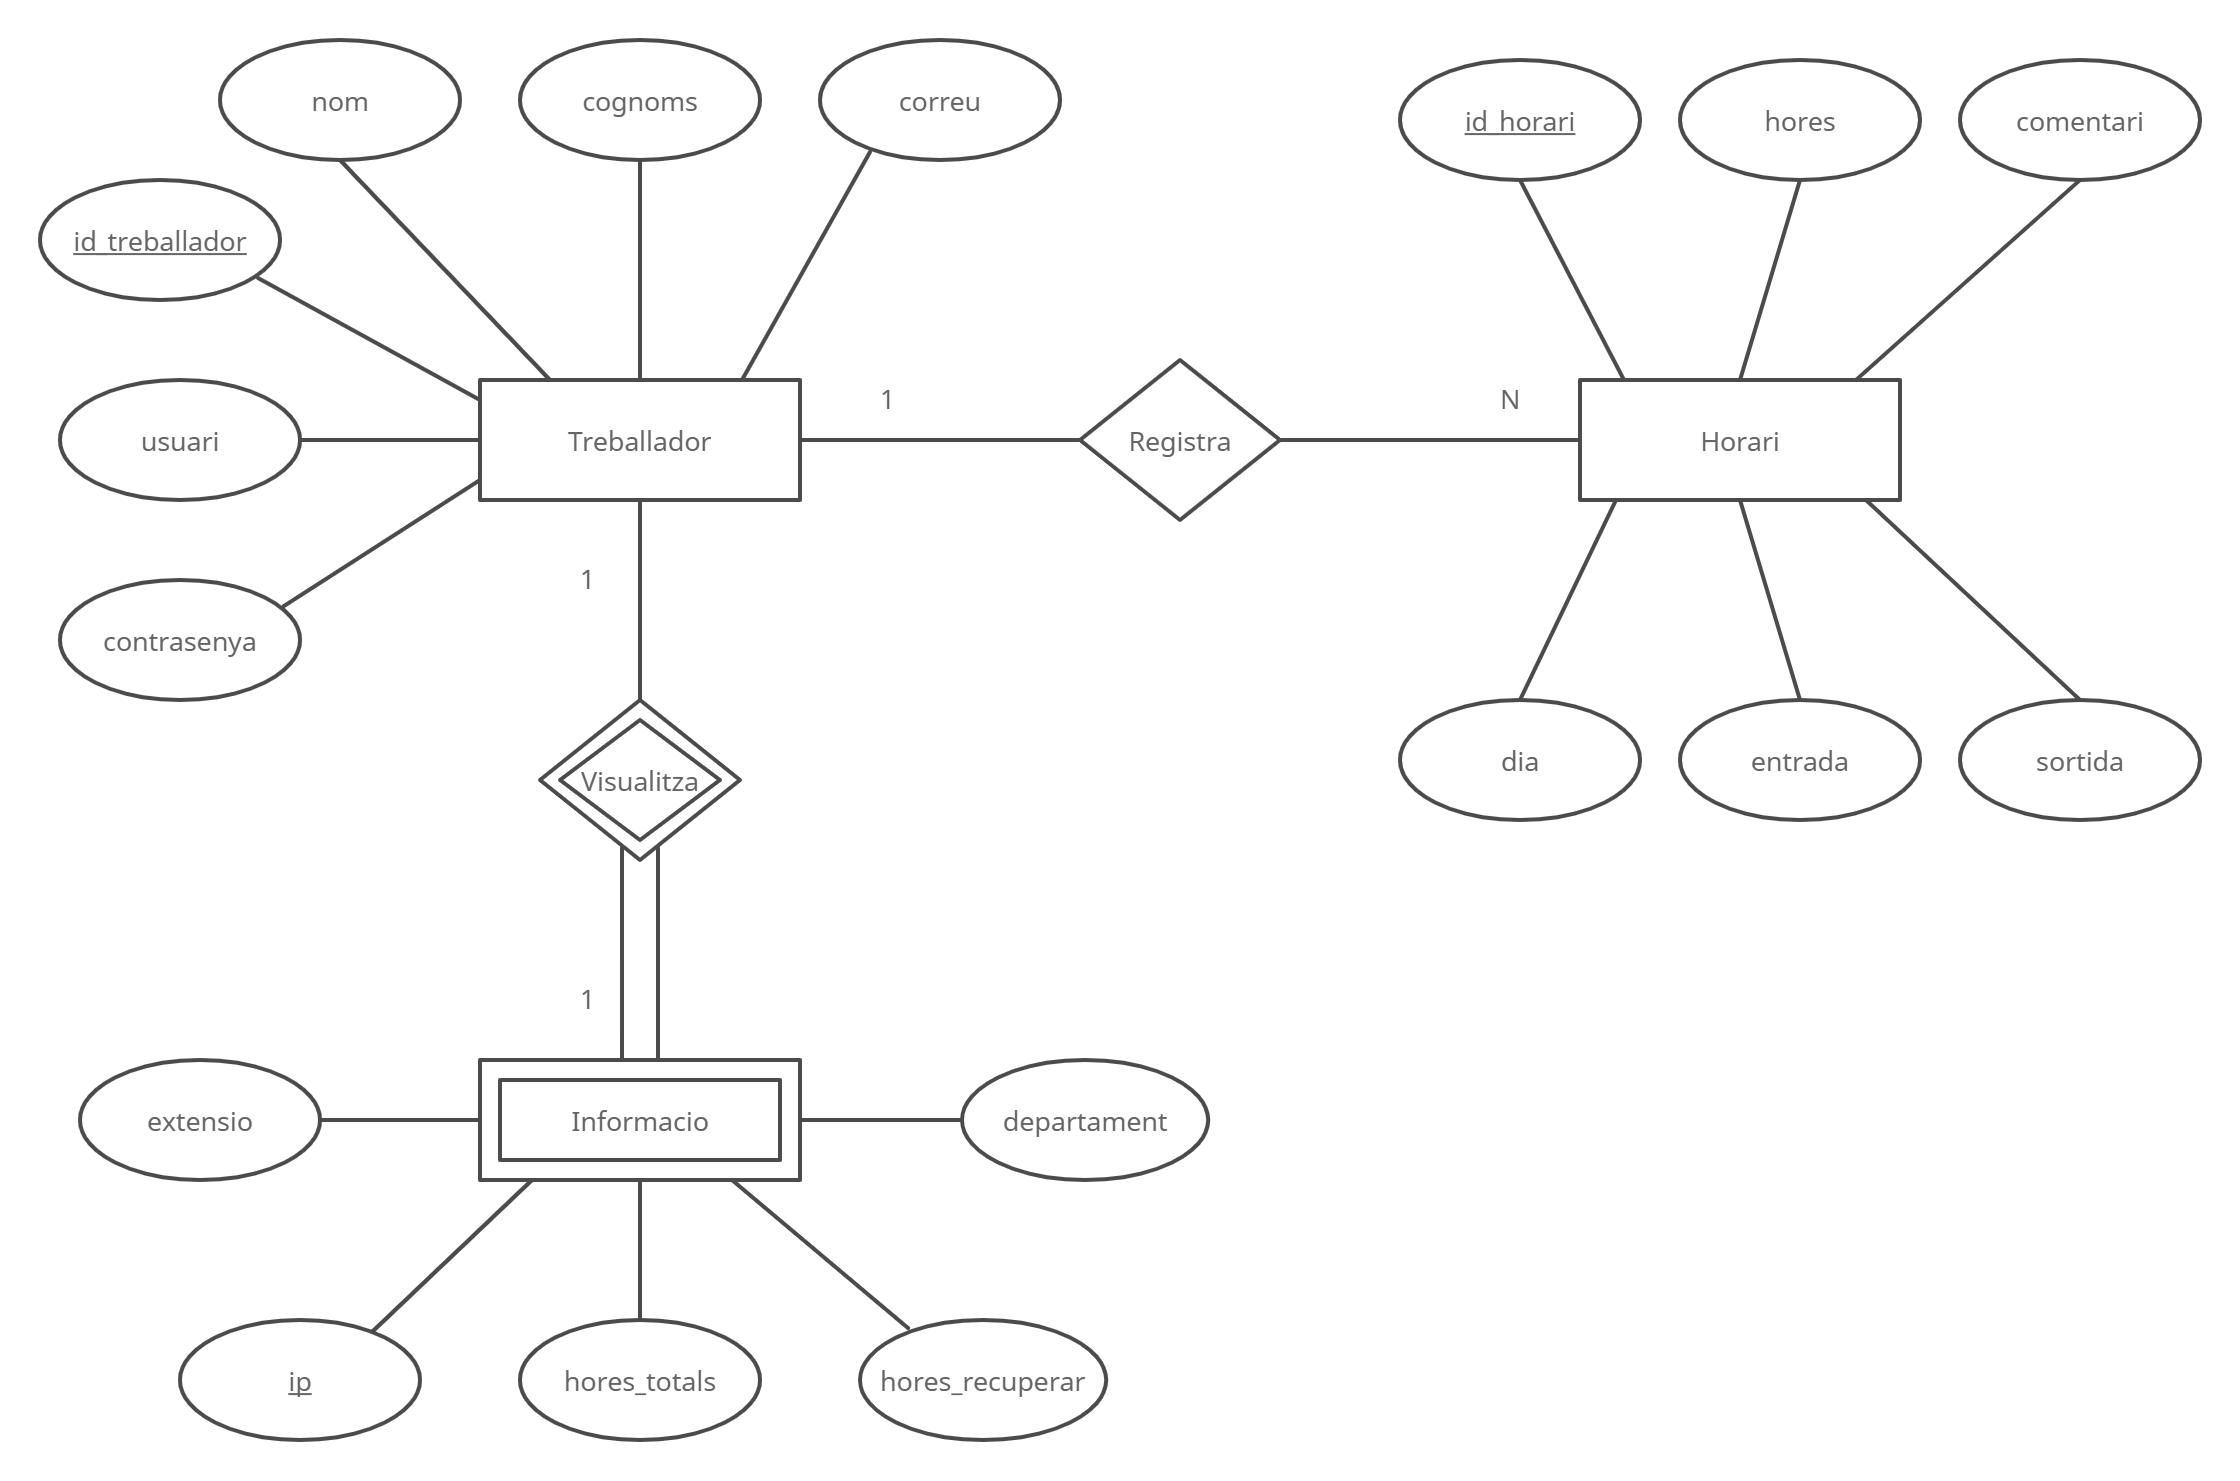 nom
cognoms
correu
id_horari
hores
comentari
id_treballador
usuari
Treballador
1
Registra
N
Horari
1
contrasenya
Visualitza
dia
entrada
sortida
1
extensio
Informacio
departament
ip
hores_totals
hores_recuperar